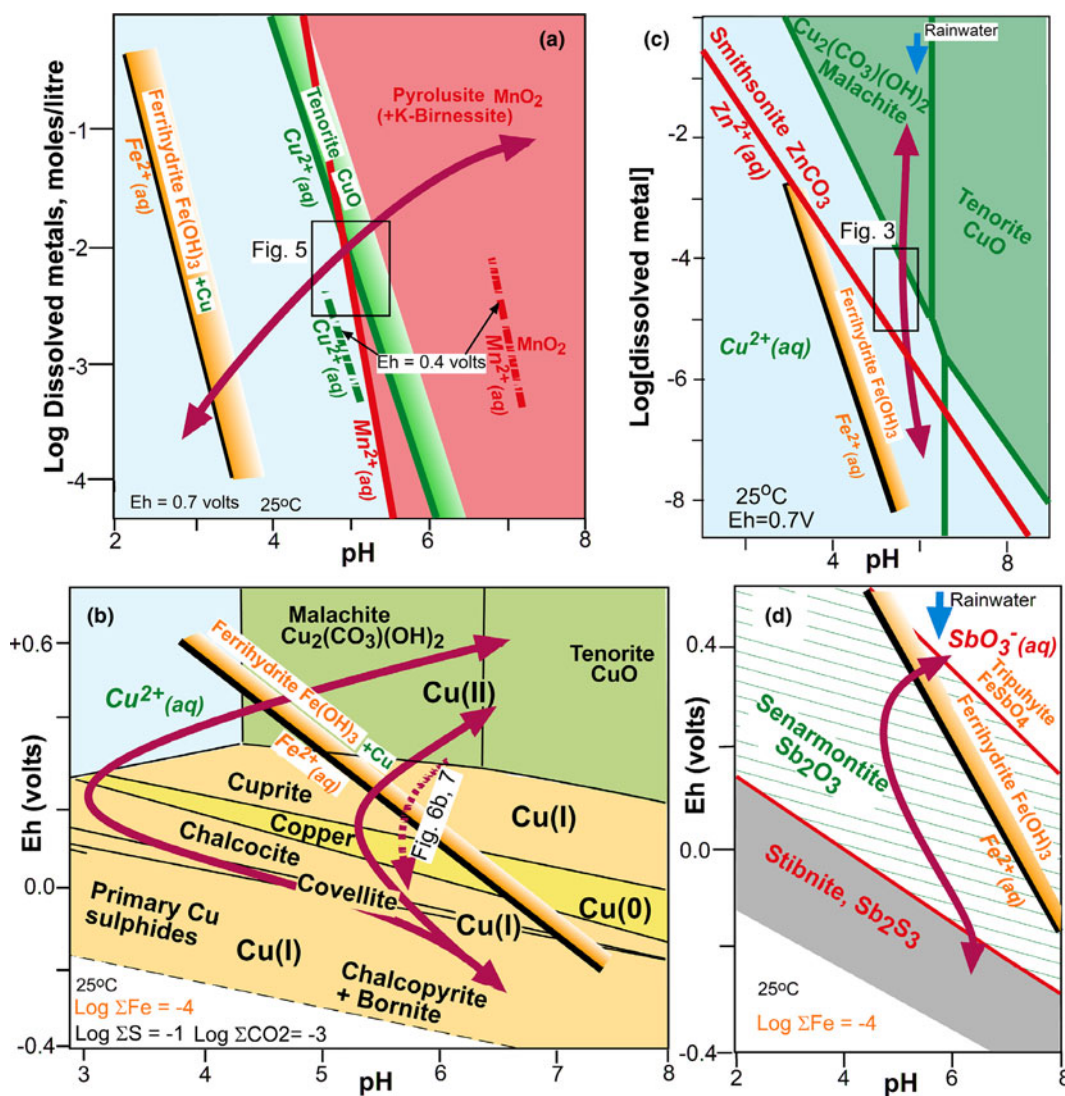 (a)
Log Dissolved metals, moles/litre
-1
-2
-3
-4
Ferrihydrite Fe(OH)3 +Cu
Fe2+(aq)
Tenorite CuO
Cu2+(aq)
Pyrolusite MnO2
(+K-Birnessite)
Fig. 5
Cu2+(aq)
Eh = 0.4 volts
MnO2
Mn2+(aq)
Mn2+(aq)
Eh = 0.7 volts
25oC
2 3 4 5 6 7 8
pH
(c)
Rainwater
Log[dissolved metal]
-2
-4
-6
-8
Smithsonite ZnCO3
Zn2+(aq)
Cu2(CO3)(OH)2
Malachite
Tenorite
CuO
Fig. 3
Cu2+(aq)
Ferrihydrite Fe(OH)3
Fe2+(aq)
25oC
Eh=0.7V
4 6 8
pH
(b)
Eh (volts)
+0.6
0.0
-0.4
Malachite
Cu2(CO3)(OH)2
Tenorite
CuO
Cu2+(aq)
Ferrihydrite Fe(OH)3 +Cu
Fe2+(aq)
Cu(II)
Cuprite
Cu(I)
Copper
Fig. 6b, 7
Chalcocite
Covellite
Cu(I)
Cu(0)
Primary Cu
sulphides
Cu(I)
Chalcopyrite
+ Bornite
25oC
Log ΣFe = -4
Log ΣS = -1 Log ΣCO2= -3
3 4 5 6 7 8
pH
(d)
Rainwater
Eh (volts)
0.4
0.0
-0.4
SbO3-(aq)
Tripuhyite
FeSbO4
Ferrihydrite Fe(OH)3
Fe2+(aq)
Senarmontite
Sb2O3
Stibnite, Sb2S3
25oC
Log ΣFe = -4
2 4 6 8
pH